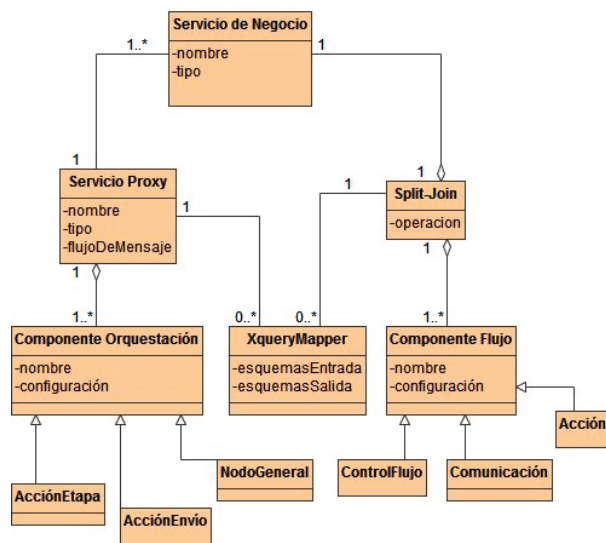 Servicio de Negocio
-nombre
-tipo
1..*
1
1
1
Servicio Proxy
-nombre
-tipo
-flujoDeMensaje
1
1
Split-Join
-operacion
1
1
1..*
0..*
0..*
1..*
Componente Orquestación
-nombre
-configuración
XqueryMapper
-esquemasEntrada
-esquemasSalida
Componente Flujo
-nombre
-configuración
Acción
NodoGeneral
ControlFlujo
Comunicación
AcciónEtapa
AcciónEnvío